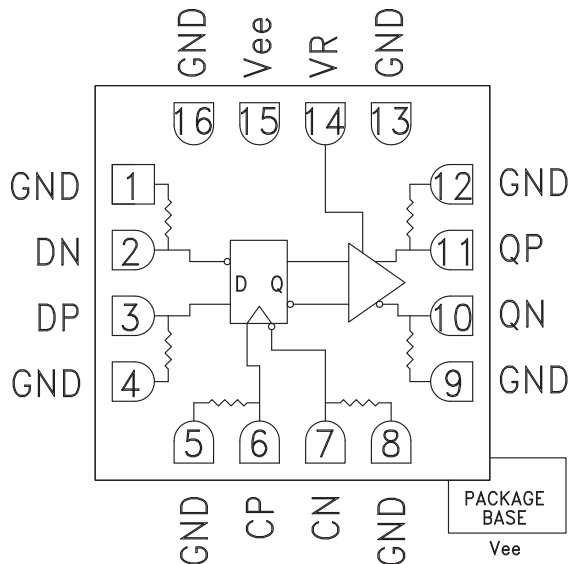 GND
Vee
VR
GND
16
15
14
13
GND
1
12
GND
DN
2
11
QP
D
Q
DP
3
10
QN
GND
4
9
GND
5
6
7
8
GND
CP
CN
GND
PACKAGE
BASE
Vee